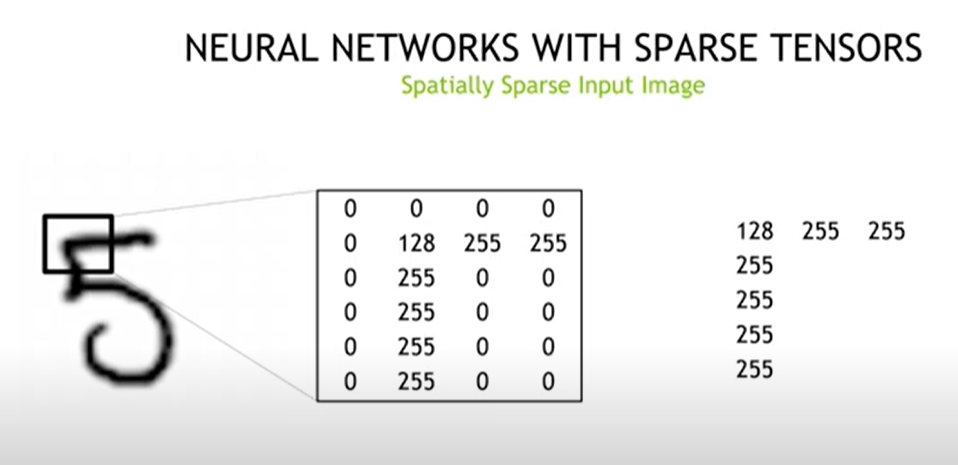 NEURAL NETWORKS WITH SPARSE TENSORS
Spatially Sparse Input Image
5
0 0 0 0
0 128 255 255
0 255 0 0
0 255 0 0
0 255 0 0
0 255 0 0
128 255 255
255
255
255
255